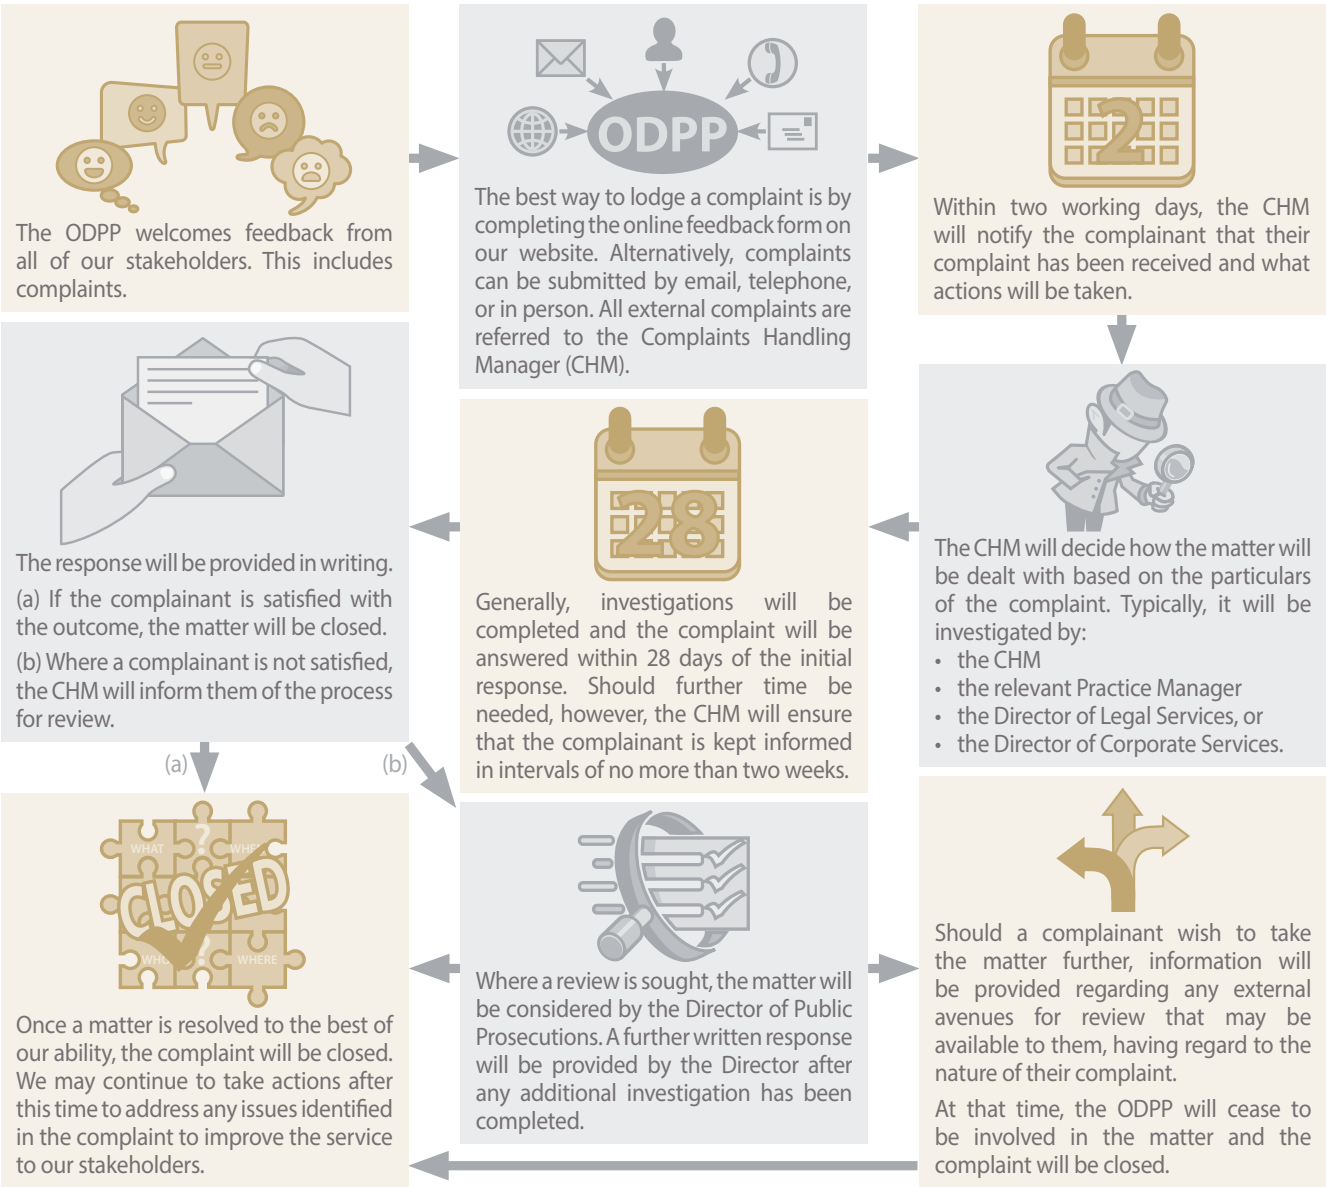 The ODPP welcomes feedback from
all of our stakeholders. This includes
complaints.
ODPP
The best way to lodge a complaint is by
completing the online feedback form on
our website. Alternatively, complaints
can be submitted by email, telephone,
or in person. All external complaints are
referred to the Complaints Handling
Manager (CHM).
2
Within two working days, the CHM
will notify the complainant that their
complaint has been received and what
actions will be taken.
The CHM will decide how the matter will
be dealt with based on the particulars
of the complaint. Typically, it will be
investigated by:
• the CHM
• the relevant Practice Manager
• the Director of Legal Services, or
• the Director of Corporate Services.
28
Generally, investigations will be
completed and the complaint will be
answered within 28 days of the initial
response. Should further time be
needed, however, the CHM will ensure
that the complainant is kept informed
in intervals of no more than two weeks.
The response will be provided in writing.
(a) If the complainant is satisfied with
the outcome, the matter will be closed.
(b) Where a complainant is not satisfied,
the CHM will inform them of the process
for review.
(a)
(b)
WHAT ?
CLOSED
? WHERE
Once a matter is resolved to the best of
our ability, the complaint will be closed.
We may continue to take actions after
this time to address any issues identified
in the complaint to improve the service
to our stakeholders.
Where a review is sought, the matter will
be considered by the Director of Public
Prosecutions. A further written response
will be provided by the Director after
any additional investigation has been
completed.
Should a complainant wish to take
the matter further, information will
be provided regarding any external
avenues for review that may be
available to them, having regard to the
nature of their complaint.
At that time, the ODPP will cease to
be involved in the matter and the
complaint will be closed.